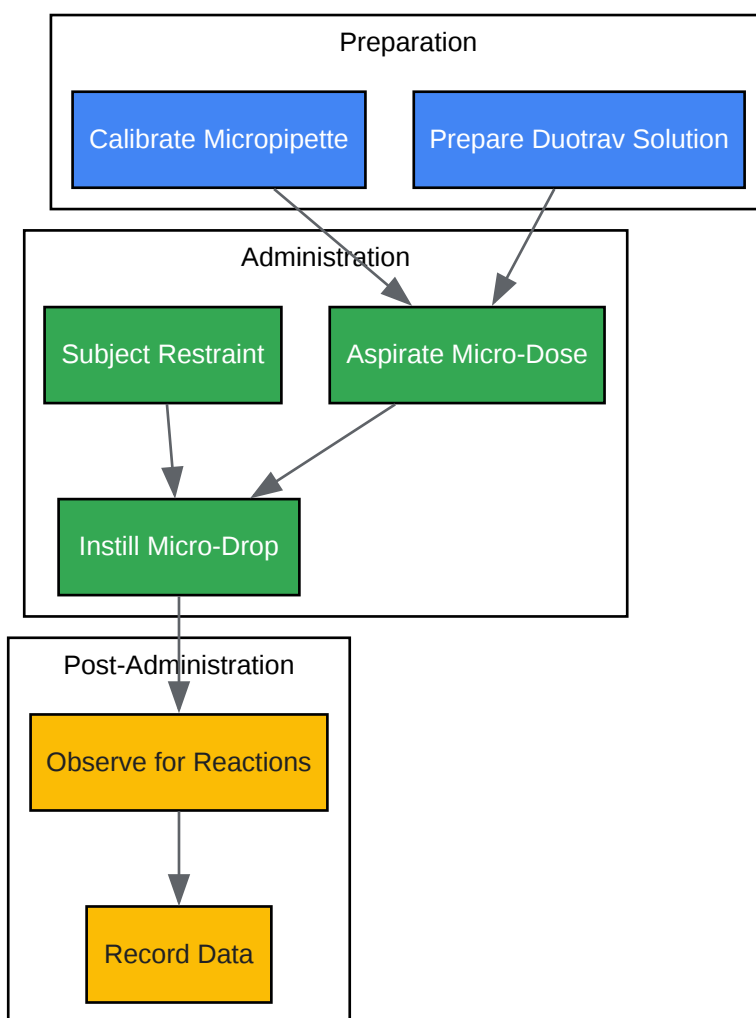 Preparation
Calibrate Micropipette
Prepare Duotrav Solution
Administration
Subject Restraint
Aspirate Micro-Dose
Instill Micro-Drop
Post-Administration
Observe for Reactions
Record Data